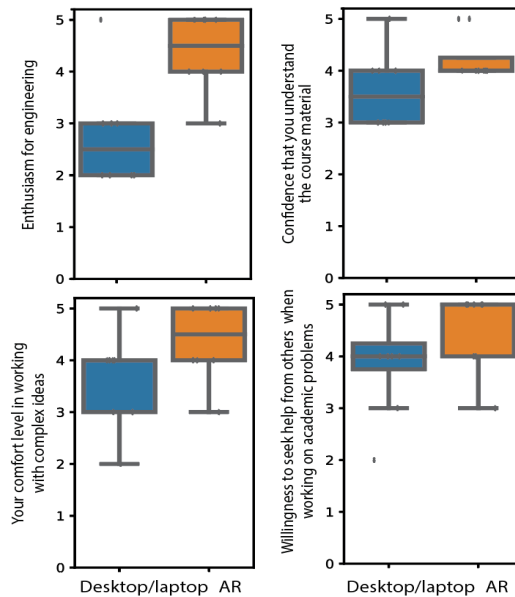 Enthusiasm for engineering
5
4
3
2
1
0
Confidence that you understand
the course material
5
4
3
2
1
0
Your comfort level in working
with complex ideas
5
4
3
2
1
0
Desktop/laptop AR
Willingness to seek help from others when
working on academic problems
5
4
3
2
1
0
Desktop/laptop AR